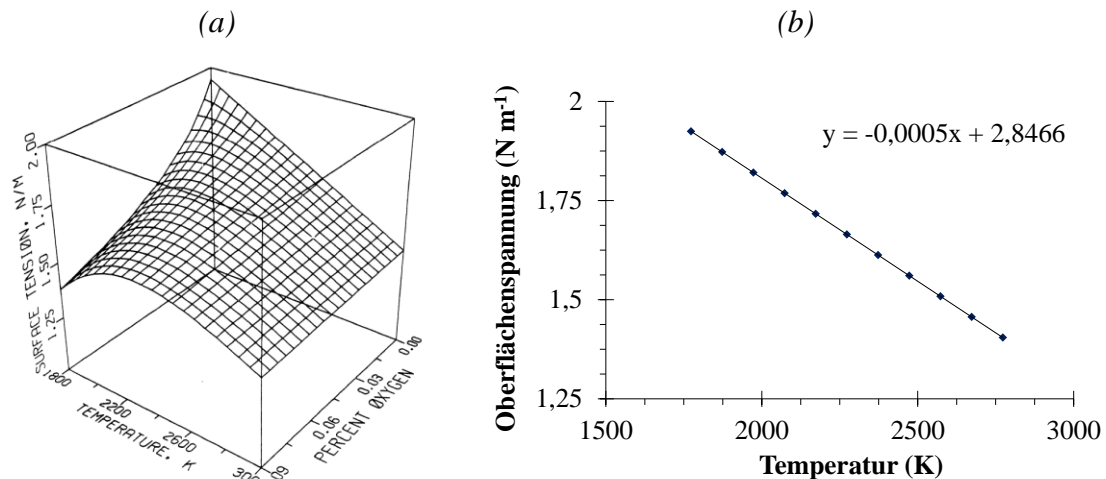 (a)
(b)
SURFACE TENSIØN, N/M
2.00
1.75
1.50
1.25
1800
2200
2600
TEMPERATURE, K
0.00
0.03
0.06
PERCENT ØXYGEN
Oberflächenspannung (N m-1)
2
1,75
1,5
1,25
y = -0,0005x + 2,8466
1500
2000
2500
3000
Temperatur (K)